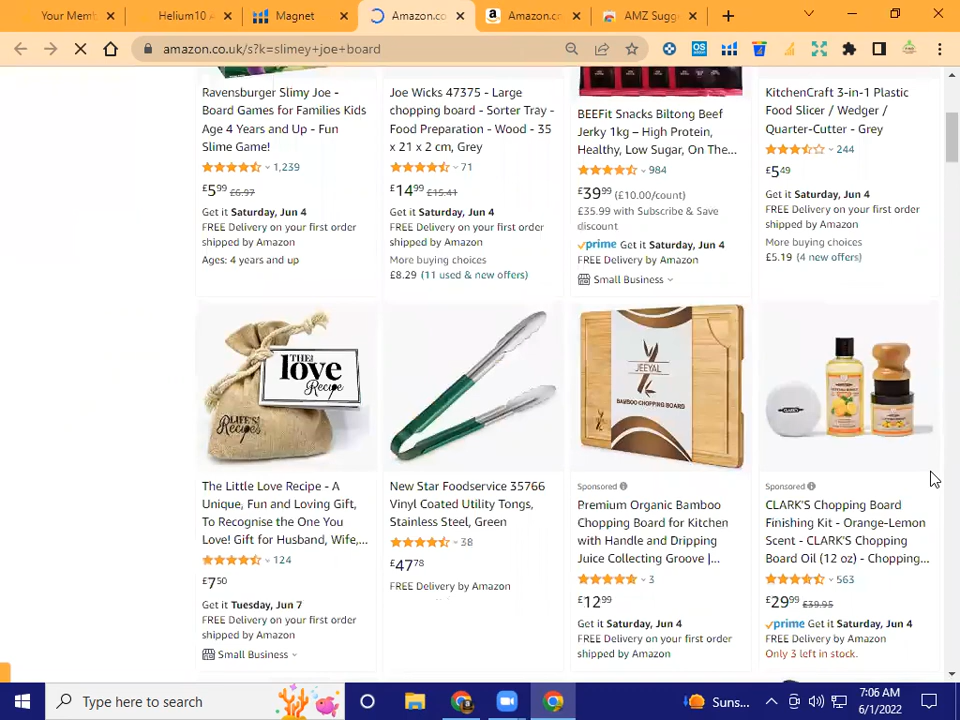 Your Memb
Helium10 A
Magnet
Amazon.co
Amazon.c
AMZ Sugg
amazon.co.uk/s?k=slimey+joe+board
Ravensburger Slimy Joe -
Board Games for Families Kids
Age 4 Years and Up - Fun
Slime Game!
1,239
£5.99 £6.97
Get it Saturday, Jun 4
FREE Delivery on your first order
shipped by Amazon
Ages: 4 years and up
Joe Wicks 47375 - Large
chopping board - Sorter Tray -
Food Preparation - Wood - 35
x 21 x 2 cm, Grey
71
£14.99 £15.41
Get it Saturday, Jun 4
FREE Delivery on your first order
shipped by Amazon
More buying choices
£8.29 (11 used & new offers)
BEEFit Snacks Biltong Beef
Jerky 1kg – High Protein,
Healthy, Low Sugar, On The...
984
£39.99 (£10.00/count)
£35.99 with Subscribe & Save
discount
prime Get it Saturday, Jun 4
FREE Delivery by Amazon
Small Business
KitchenCraft 3-in-1 Plastic
Food Slicer / Wedger /
Quarter-Cutter - Grey
244
£5.49
Get it Saturday, Jun 4
FREE Delivery on your first order
shipped by Amazon
More buying choices
£5.19 (4 new offers)
THE
love
Recipe
LIFE'S
Recipes
JEEYAL
BAMBOO CHOPPING BOARD
CLARK'S
The Little Love Recipe - A
Unique, Fun and Loving Gift,
To Recognise the One You
Love! Gift for Husband, Wife,...
124
£7.50
Get it Tuesday, Jun 7
FREE Delivery on your first order
shipped by Amazon
Small Business
New Star Foodservice 35766
Vinyl Coated Utility Tongs,
Stainless Steel, Green
38
£47.78
FREE Delivery by Amazon
Sponsored
Premium Organic Bamboo
Chopping Board for Kitchen
with Handle and Dripping
Juice Collecting Groove |...
3
£12.99
Get it Saturday, Jun 4
FREE Delivery on your first order
shipped by Amazon
Sponsored
CLARK'S Chopping Board
Finishing Kit - Orange-Lemon
Scent - CLARK'S Chopping
Board Oil (12 oz) - Chopping...
563
£29.99 £39.95
prime Get it Saturday, Jun 4
FREE Delivery by Amazon
Only 3 left in stock.
Type here to search
Suns...
7:06 AM
6/1/2022